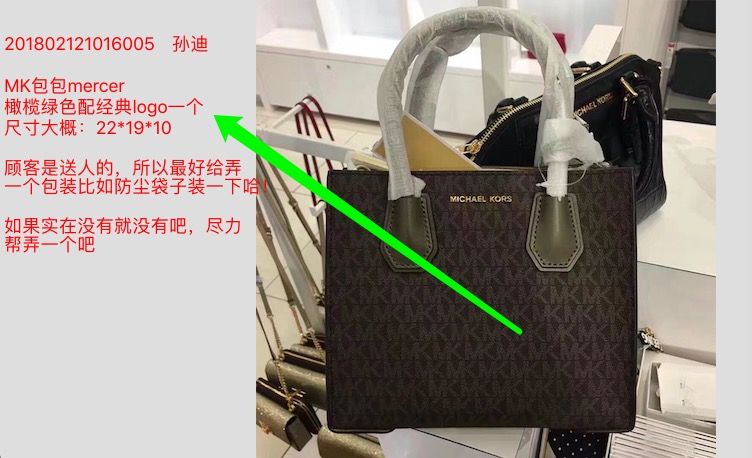 201802121016005 孙迪
MK包包mercer
橄榄绿色配经典logo一个
尺寸大概：22*19*10
顾客是送人的，所以最好给弄
一个包装比如防尘袋子装一下哈！
如果实在没有就没有吧，尽力
帮弄一个吧
MICHAEL KORS
MICHAEL KORS